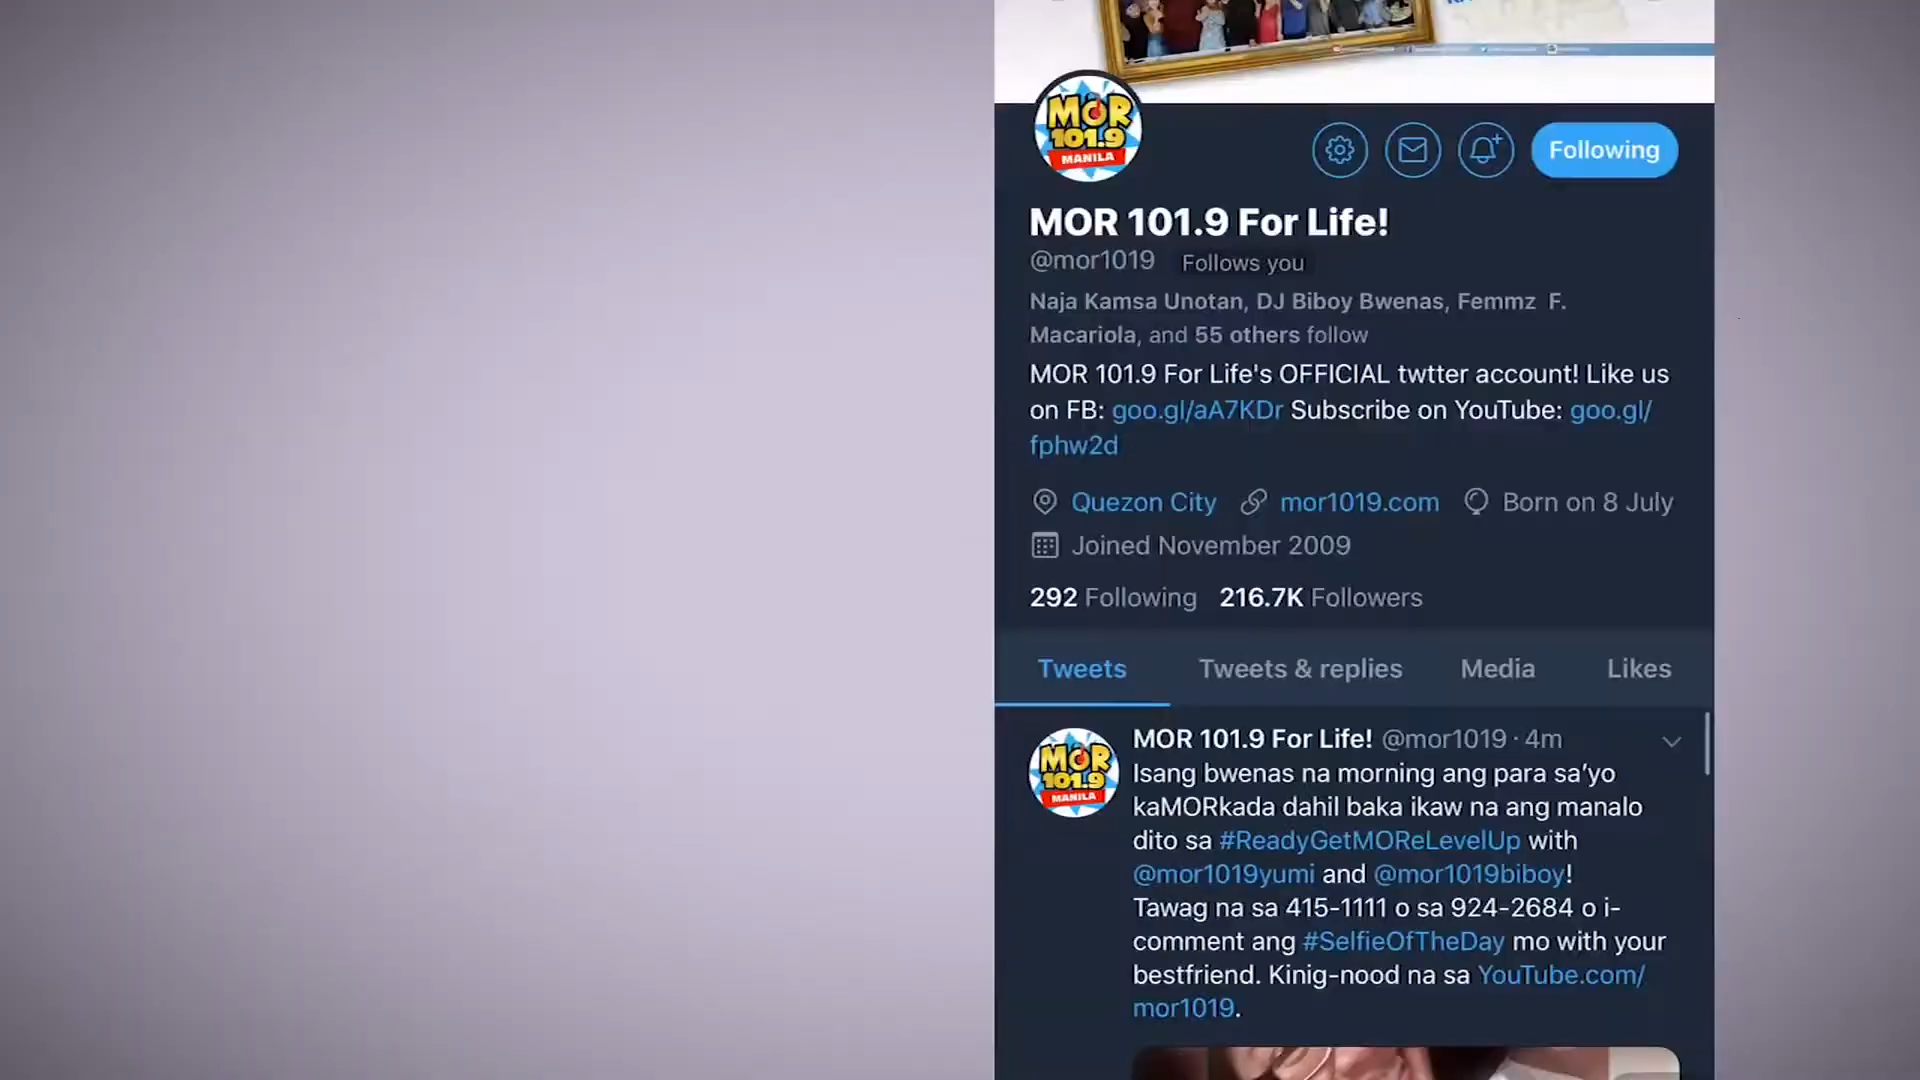 MOR
101.9
MANILA
Following
MOR 101.9 For Life!
@mor1019 Follows you
Naja Kamsa Unotan, DJ Biboy Bwenas, Femmz F.
Macariola, and 55 others follow
MOR 101.9 For Life's OFFICIAL twtter account! Like us
on FB: goo.gl/aA7KDr Subscribe on YouTube: goo.gl/
fphw2d
Quezon City mor1019.com Born on 8 July
Joined November 2009
292 Following 216.7K Followers
Tweets Tweets & replies Media Likes
MOR
101.9
MANILA
MOR 101.9 For Life! @mor1019 · 4m
Isang bwenas na morning ang para sa’yo
kaMORkada dahil baka ikaw na ang manalo
dito sa #ReadyGetMOReLevelUp with
@mor1019yumi and @mor1019biboy!
Tawag na sa 415-1111 o sa 924-2684 o i-
comment ang #SelfieOfTheDay mo with your
bestfriend. Kinig-nood na sa YouTube.com/
mor1019.